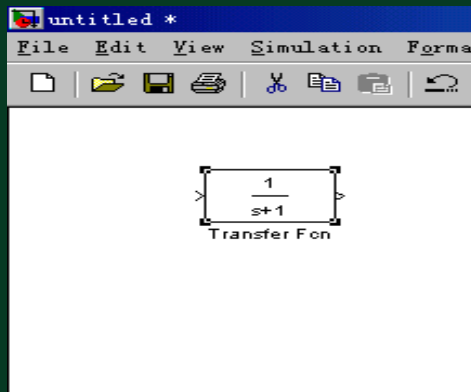 untitled *
File Edit View Simulation Forma
1
s+1
Transfer Fcn